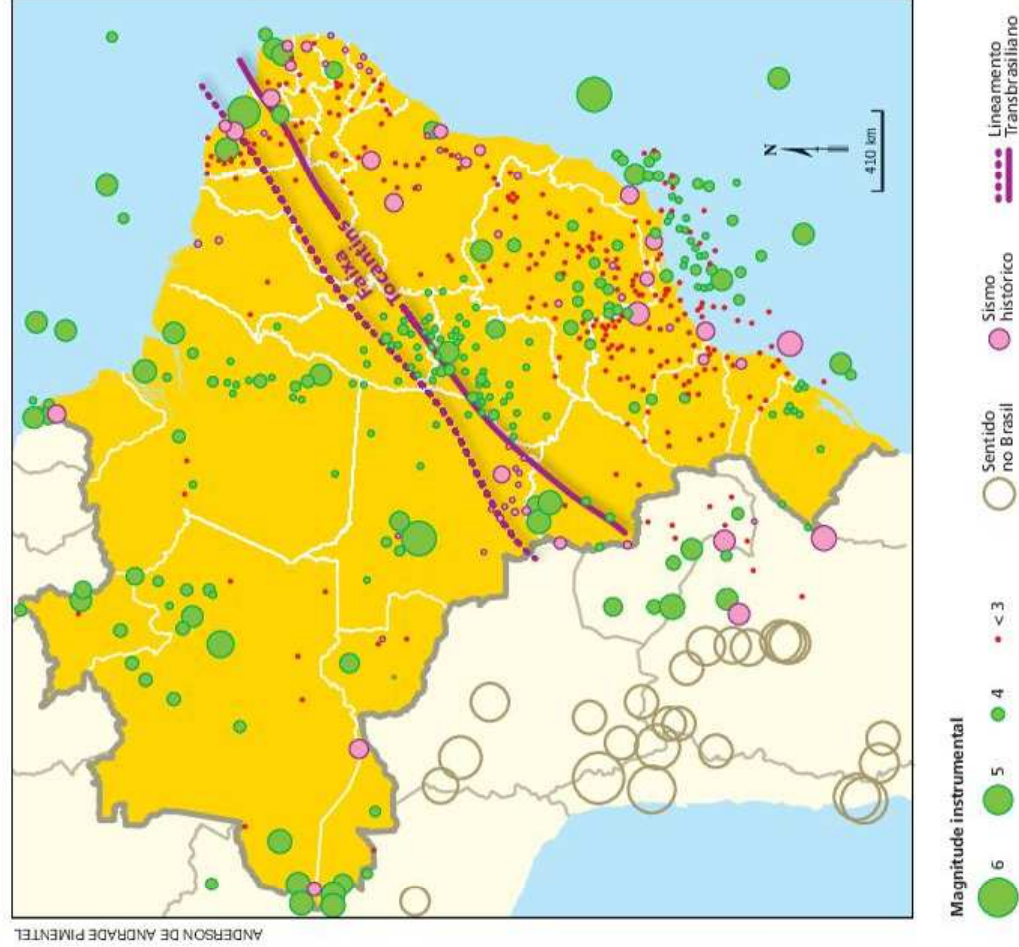 ANDERSON DE ANDRADE PIMENTEL
Faixa
Tocantins
N
410 km
Magnitude instrumental
6
5
4
< 3
Sentido
no Brasil
Sismo
histórico
Lineamento
Transbrasiliano